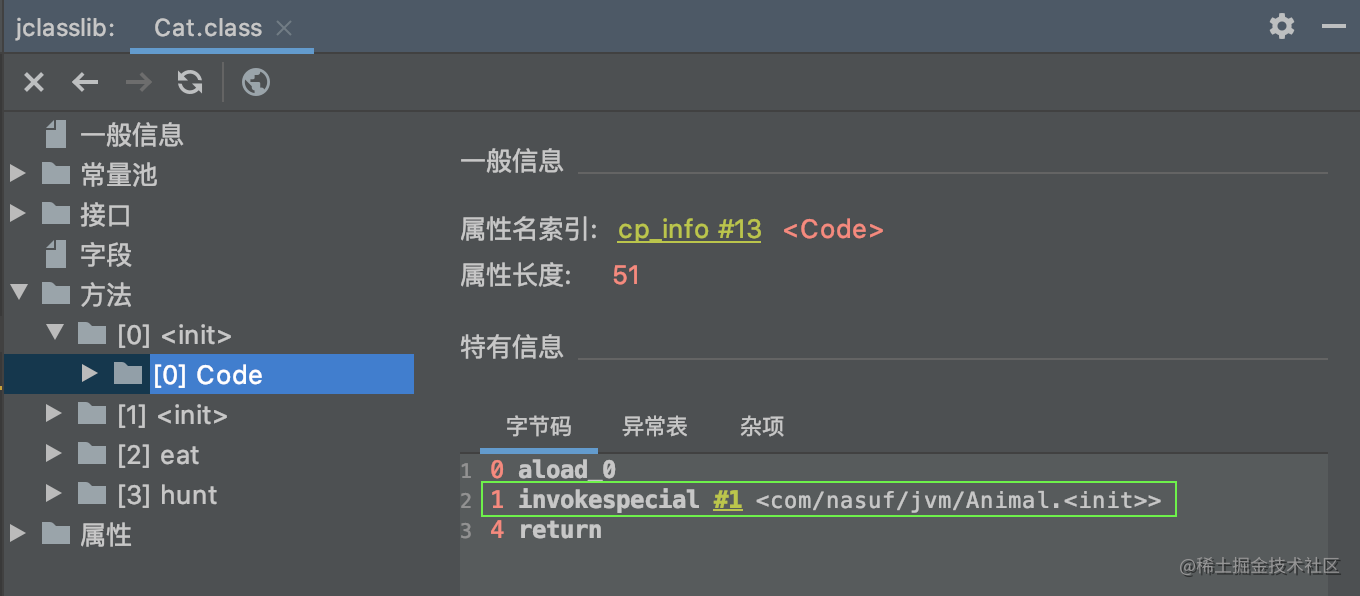 jclasslib: Cat.class
一般信息
常量池
接口
字段
方法
[0] <init>
[0] Code
[1] <init>
[2] eat
[3] hunt
属性
一般信息
属性名索引: cp_info #13 <Code>
属性长度: 51
特有信息
字节码 异常表 杂项
1 0 aload_0
2 1 invokespecial #1 <com/nasuf/jvm/Animal.<init>>
3 4 return
@稀土掘金技术社区